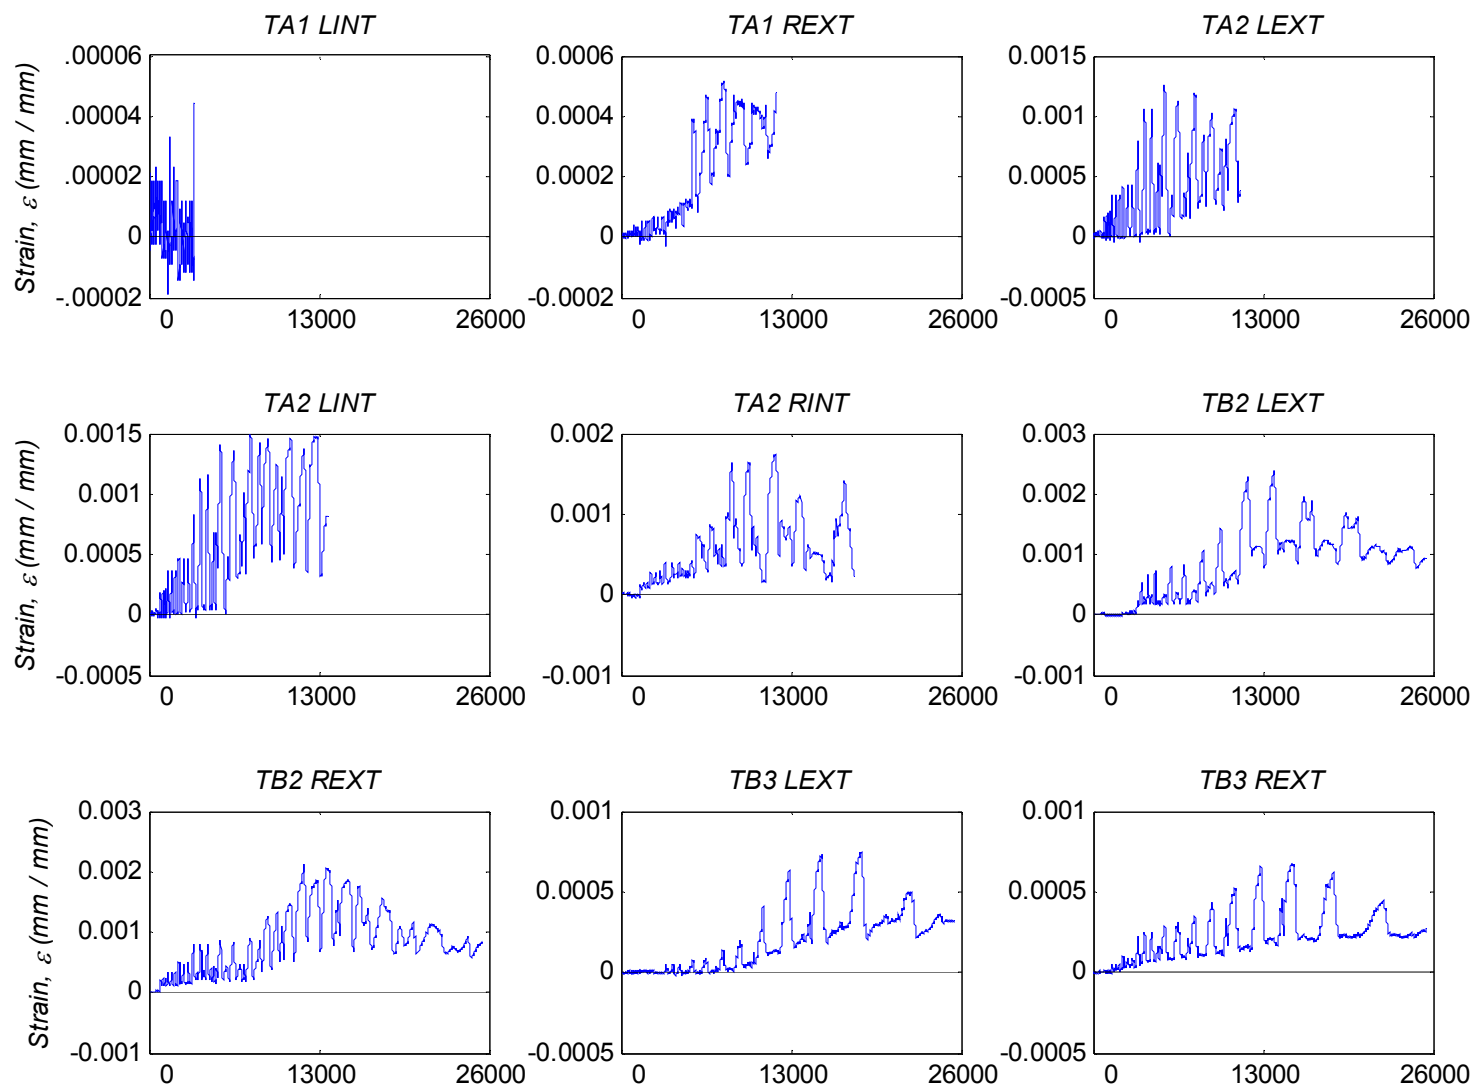 TA1 LINT
TA1 REXT
TA2 LEXT
Strain, ε (mm / mm)
.00006
.00004
.00002
0
-.00002
0 13000 26000
0.0006
0.0004
0.0002
0
-0.0002
0 13000 26000
0.0015
0.001
0.0005
0
-0.0005
0 13000 26000
TA2 LINT
TA2 RINT
TB2 LEXT
Strain, ε (mm / mm)
0.0015
0.001
0.0005
0
-0.0005
0 13000 26000
0.002
0.001
0
-0.001
0 13000 26000
0.003
0.002
0.001
0
-0.001
0 13000 26000
TB2 REXT
TB3 LEXT
TB3 REXT
Strain, ε (mm / mm)
0.003
0.002
0.001
0
-0.001
0 13000 26000
0.001
0.0005
0
-0.0005
0 13000 26000
0.001
0.0005
0
-0.0005
0 13000 26000